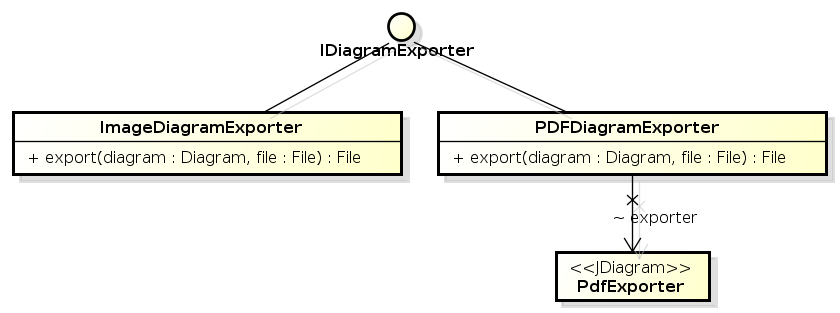 IDiagramExporter
ImageDiagramExporter
+ export(diagram : Diagram, file : File) : File
PDFDiagramExporter
+ export(diagram : Diagram, file : File) : File
~ exporter
<<JDiagram>>
PdfExporter